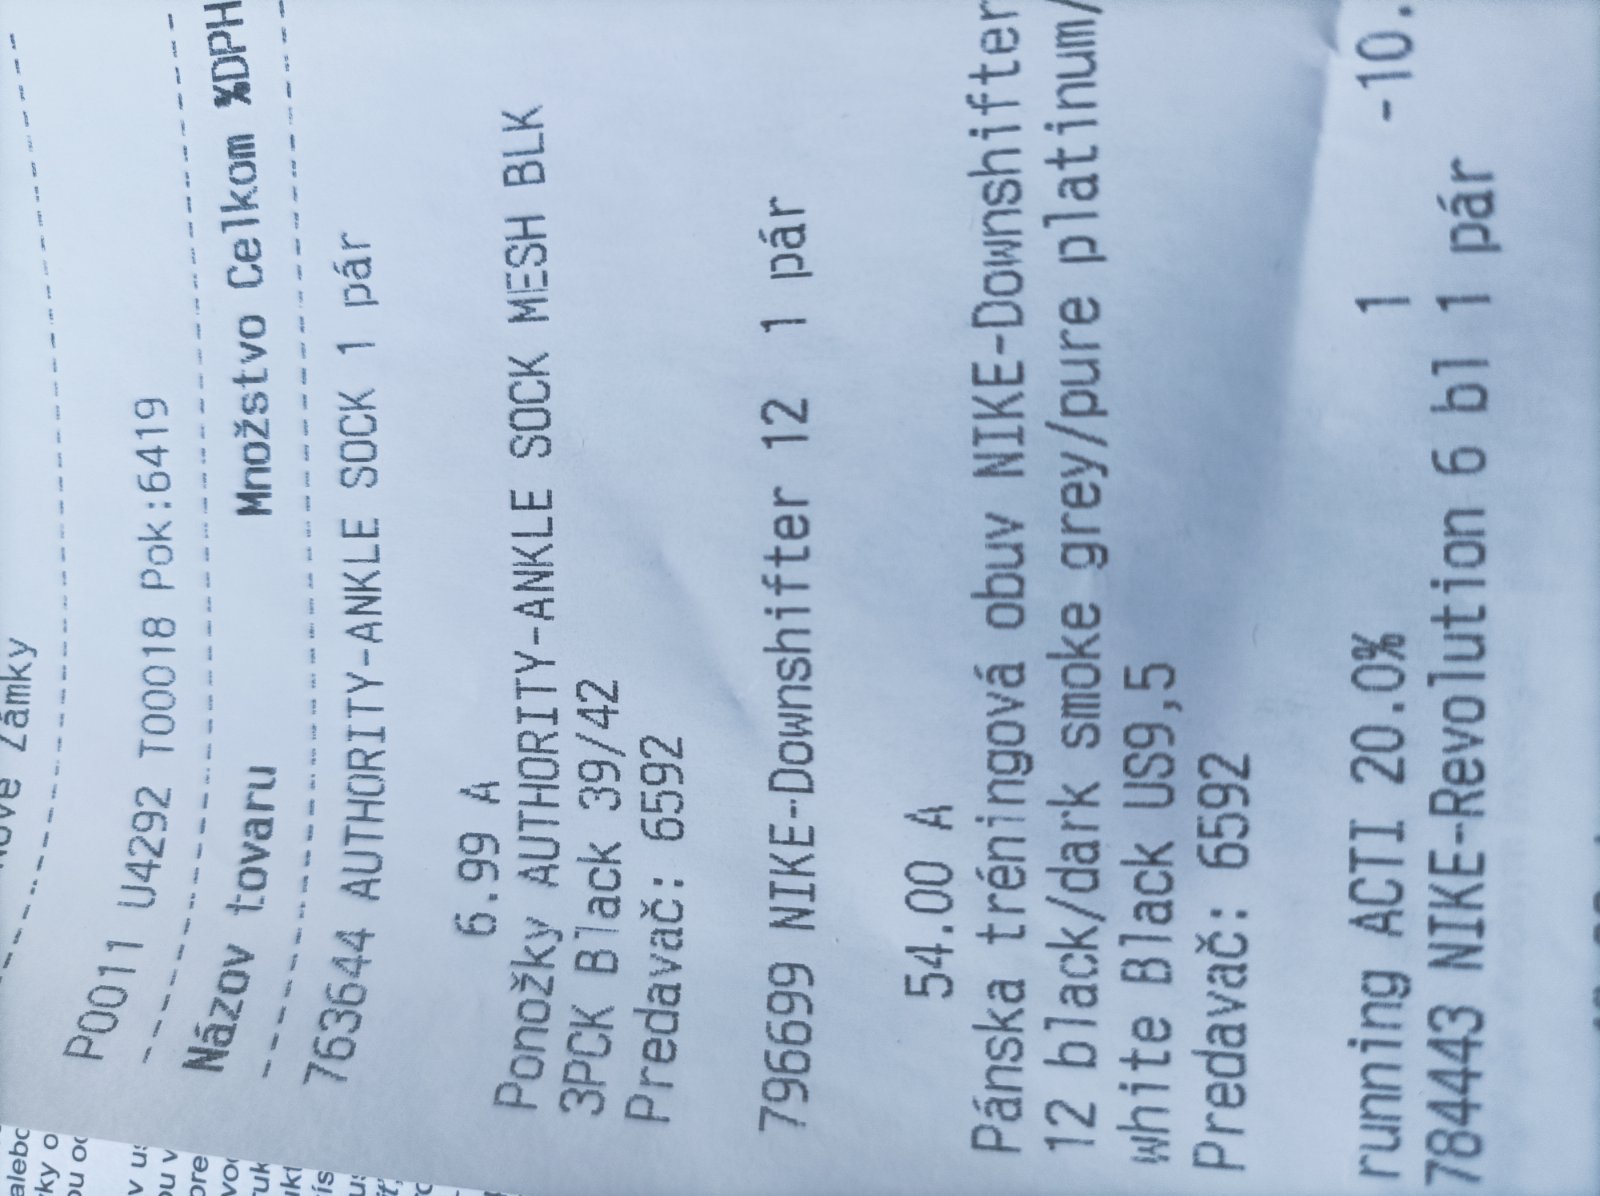 Nové Zámky
P0011 U4292 T00018 Pok:6419
Názov tovaru Množstvo Celkom %DPH
763644 AUTHORITY-ANKLE SOCK 1 pár
6.99 A
Ponožky AUTHORITY-ANKLE SOCK MESH BLK
3PCK Black 39/42
Predavač: 6592
796699 NIKE-Downshifter 12 1 pár
54.00 A
Pánska tréningová obuv NIKE-Downshifter
12 black/dark smoke grey/pure platinum/
white Black US9,5
Predavač: 6592
running ACTI 20.0% 1 -10.
784443 NIKE-Revolution 6 bl 1 pár